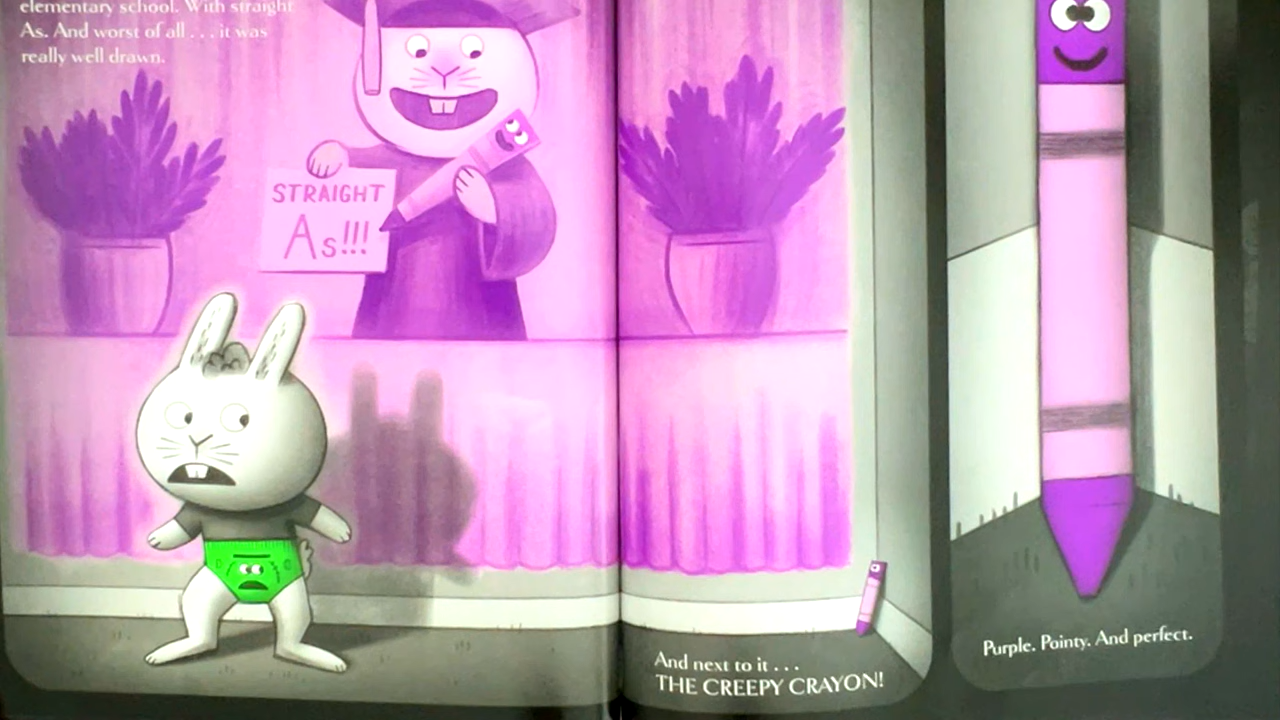 elementary school. With straight
As. And worst of all . . . it was
really well drawn.
STRAIGHT
As!!!
And next to it . . .
THE CREEPY CRAYON!
Purple. Pointy. And perfect.